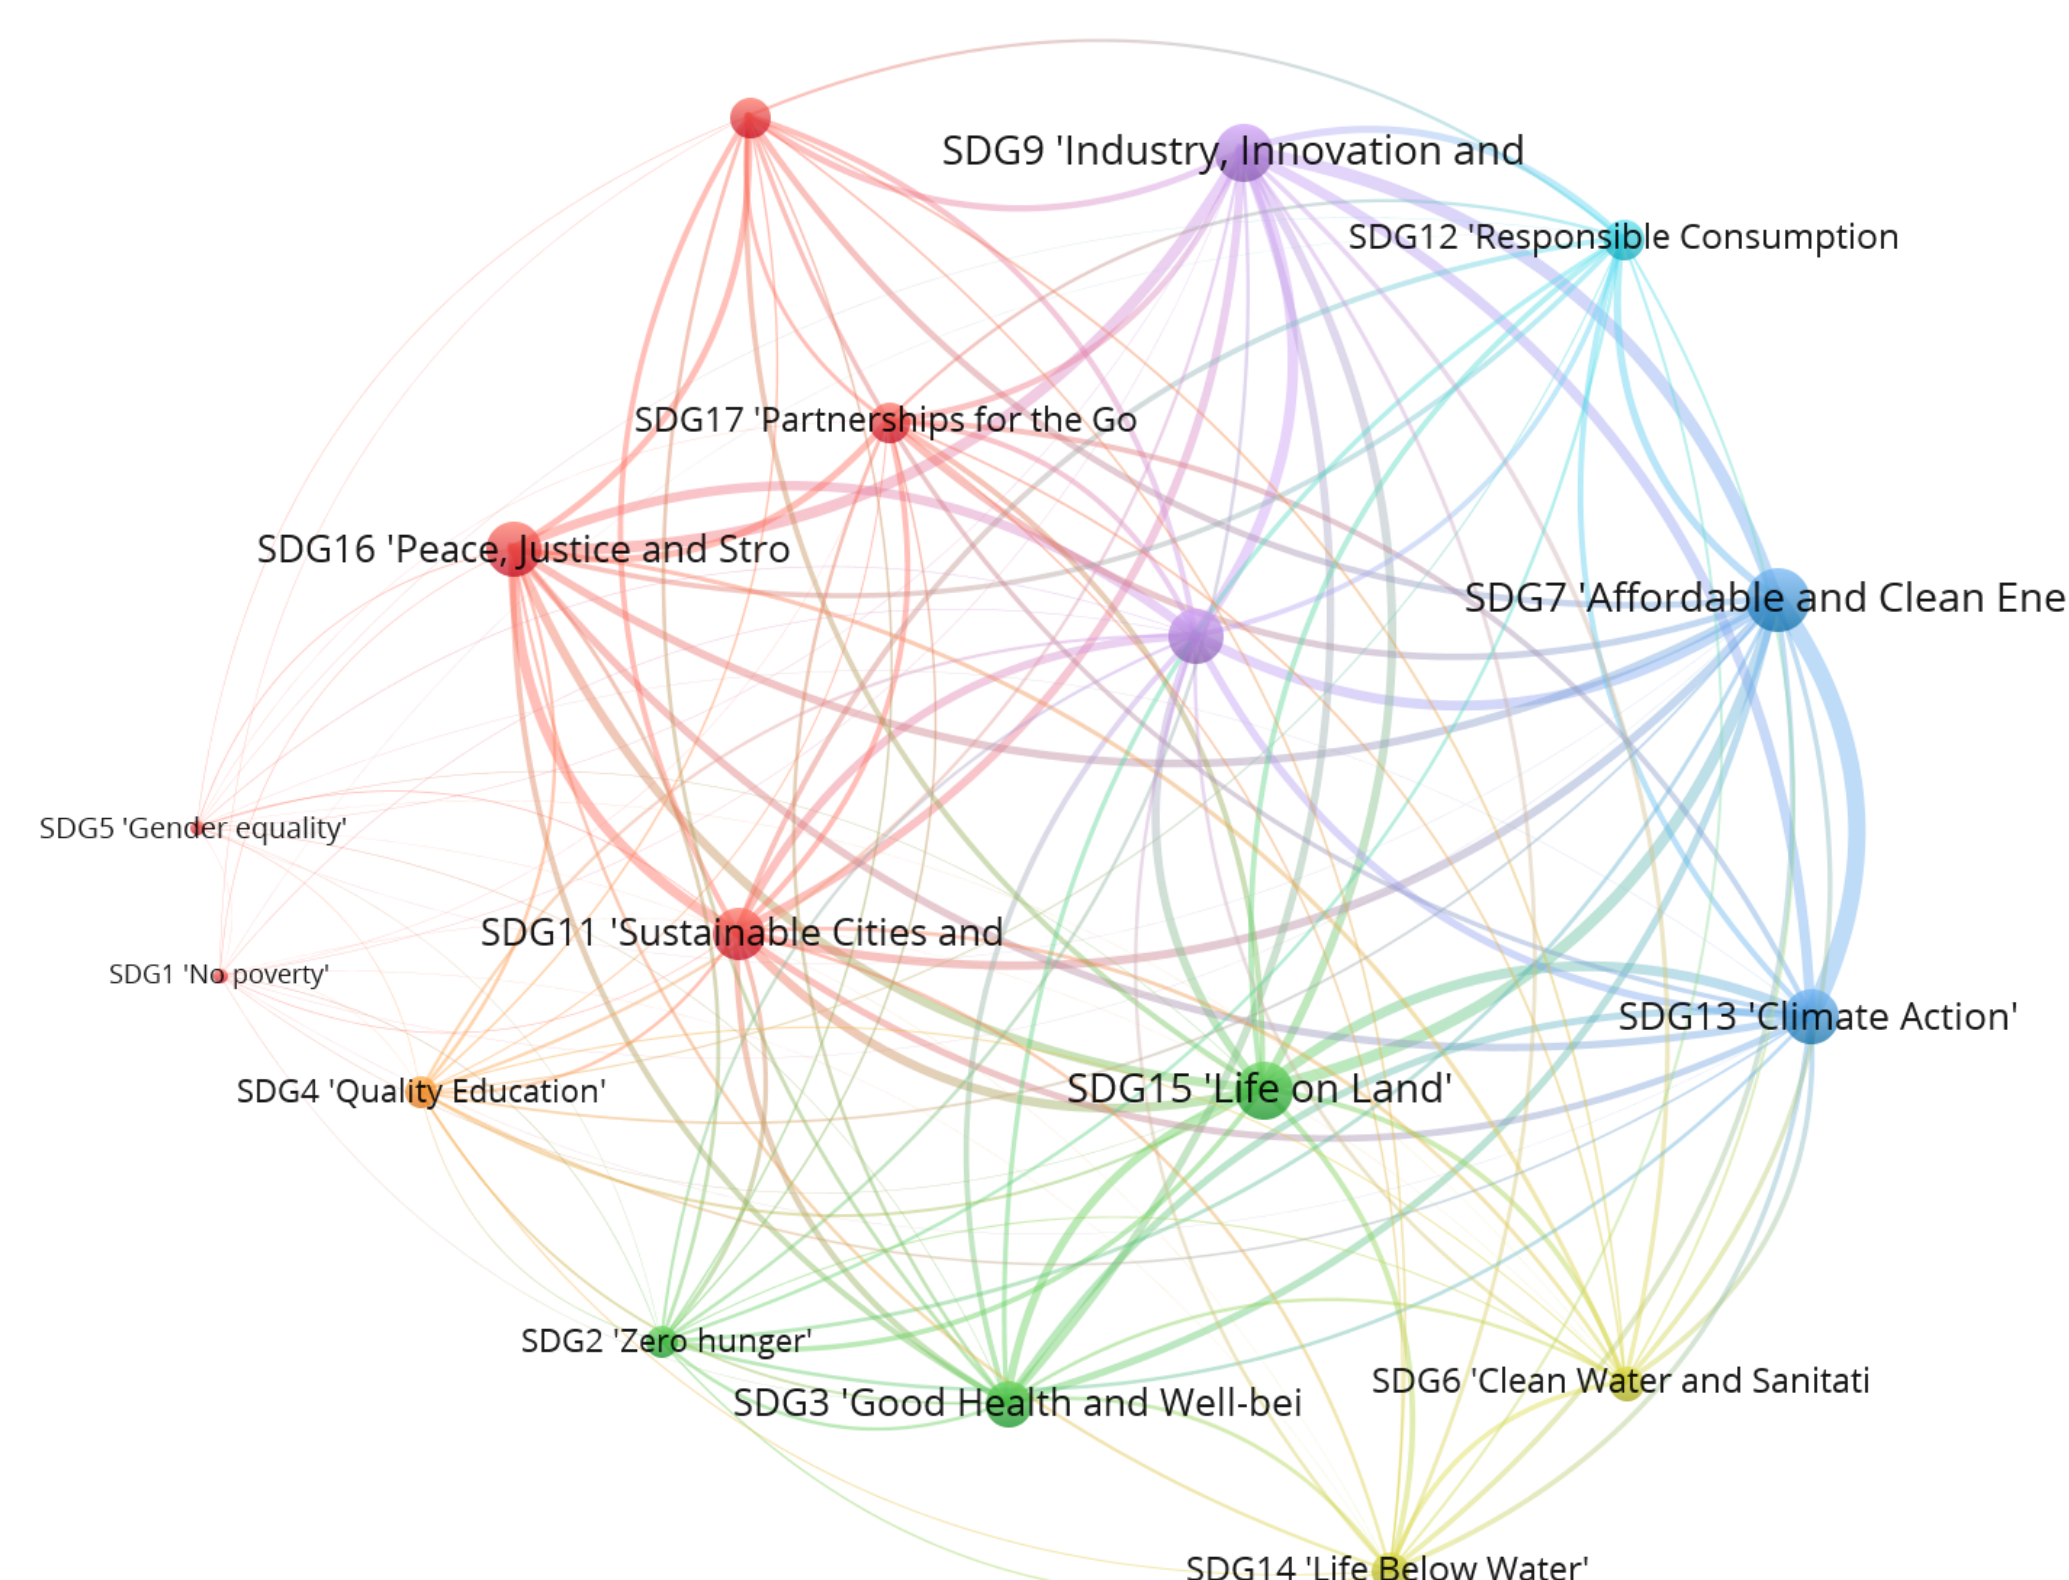 SDG9 'Industry, Innovation and
SDG12 'Responsible Consumption
SDG17 'Partnerships for the Go
SDG16 'Peace, Justice and Stro
SDG7 'Affordable and Clean Ene
SDG5 'Gender equality'
SDG11 'Sustainable Cities and
SDG1 'No poverty'
SDG13 'Climate Action'
SDG4 'Quality Education'
SDG15 'Life on Land'
SDG2 'Zero hunger'
SDG3 'Good Health and Well-bei
SDG6 'Clean Water and Sanitati
SDG14 'Life Below Water'